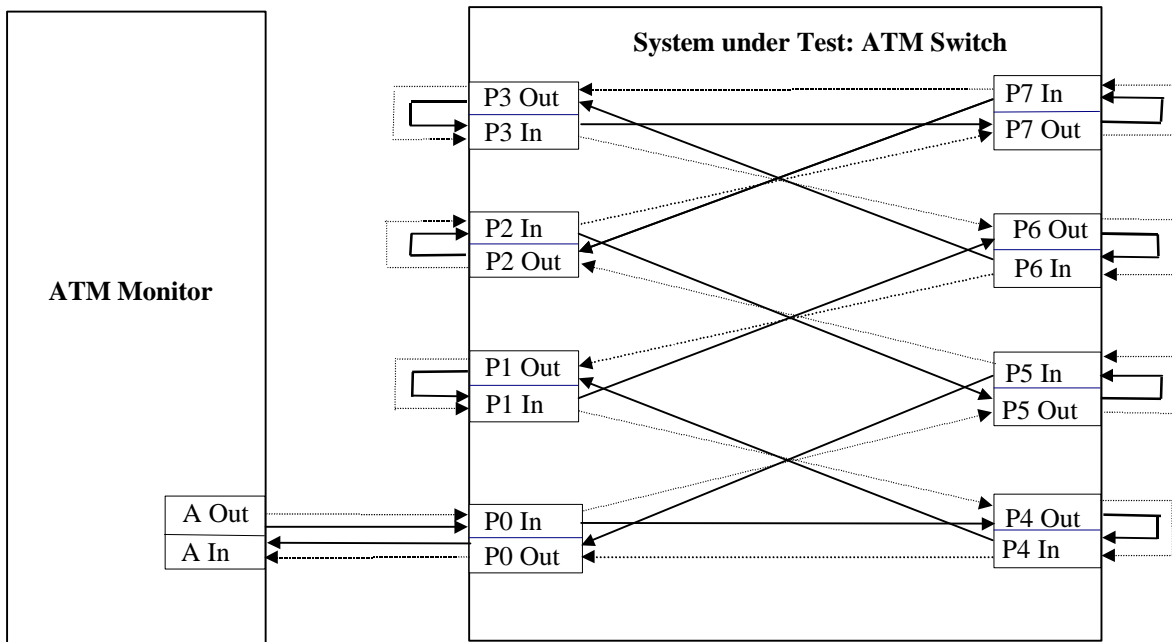 System under Test: ATM Switch
P3 Out
P3 In
P7 In
P7 Out
P2 In
P2 Out
P6 Out
P6 In
ATM Monitor
P1 Out
P1 In
P5 In
P5 Out
A Out
A In
P0 In
P0 Out
P4 Out
P4 In